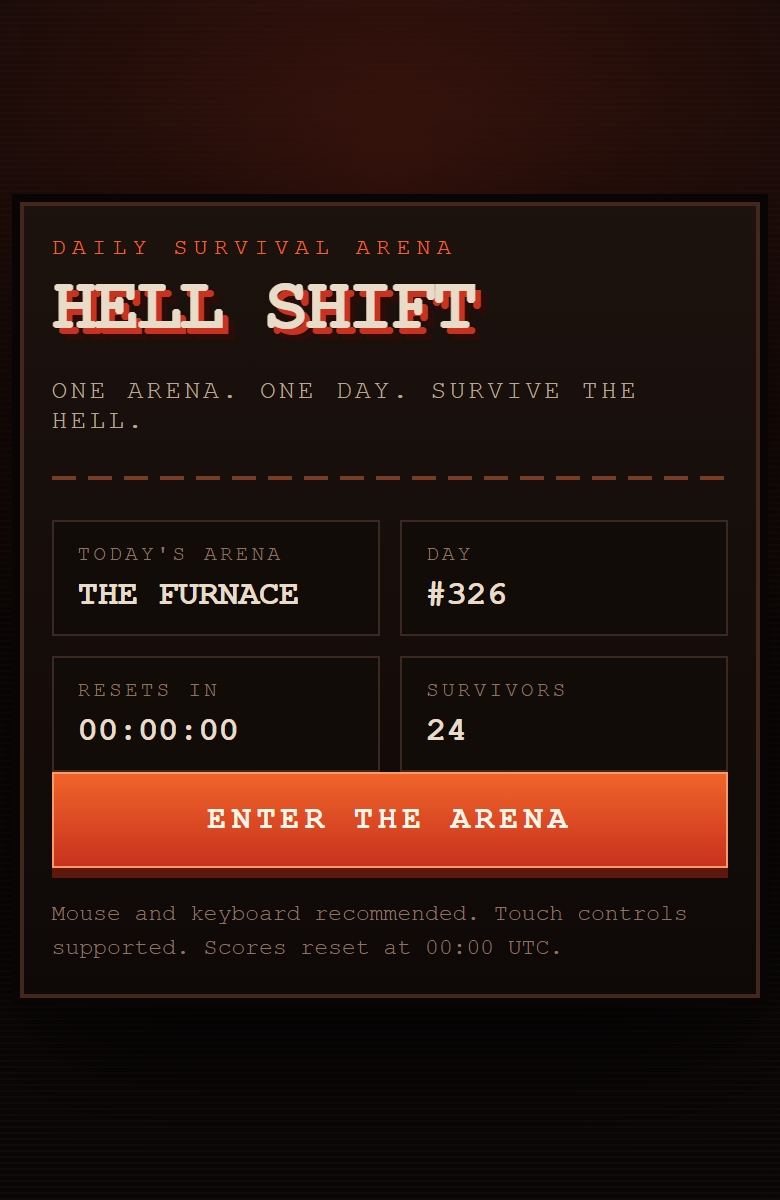 DAILY SURVIVAL ARENA
HELL SHIFT
ONE ARENA. ONE DAY. SURVIVE THE
HELL.
TODAY'S ARENA
THE FURNACE
DAY
#326
RESETS IN
00:00:00
SURVIVORS
24
ENTER THE ARENA
Mouse and keyboard recommended. Touch controls
supported. Scores reset at 00:00 UTC.